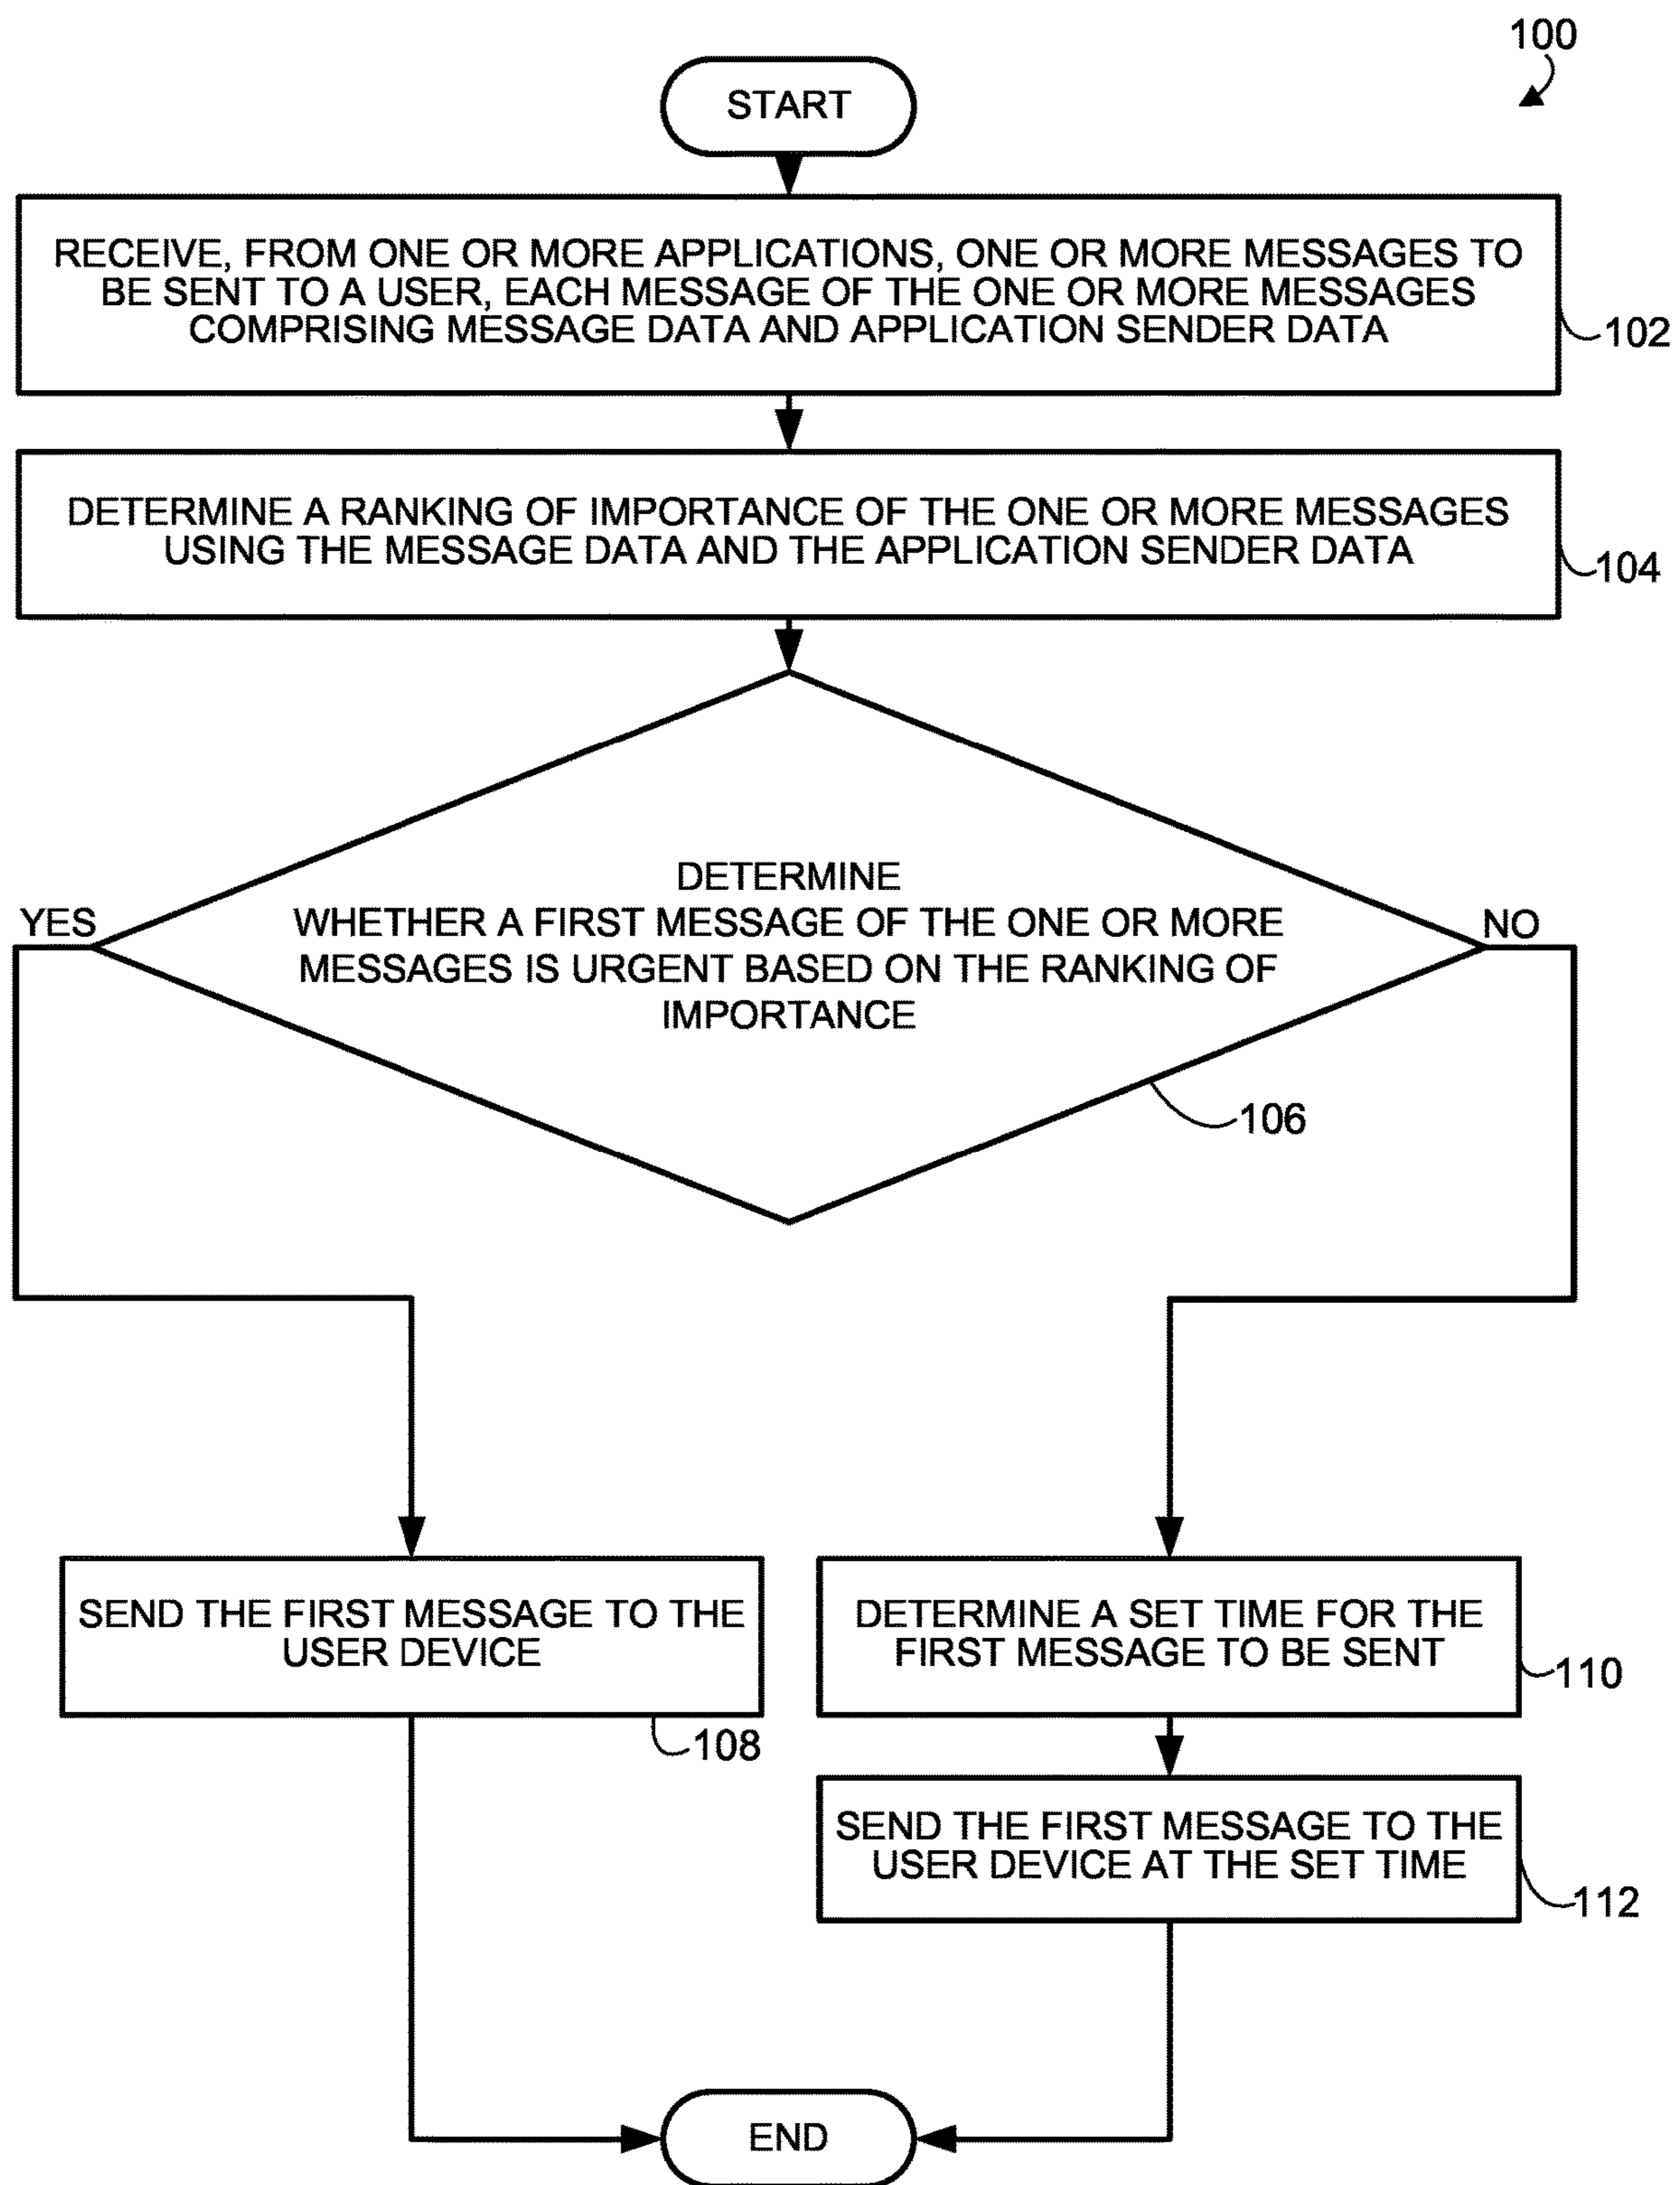 100
START
RECEIVE, FROM ONE OR MORE APPLICATIONS, ONE OR MORE MESSAGES TO
BE SENT TO A USER, EACH MESSAGE OF THE ONE OR MORE MESSAGES
COMPRISING MESSAGE DATA AND APPLICATION SENDER DATA
102
DETERMINE A RANKING OF IMPORTANCE OF THE ONE OR MORE MESSAGES
USING THE MESSAGE DATA AND THE APPLICATION SENDER DATA
104
DETERMINE
WHETHER A FIRST MESSAGE OF THE ONE OR MORE
MESSAGES IS URGENT BASED ON THE RANKING OF
IMPORTANCE
106
YES
NO
SEND THE FIRST MESSAGE TO THE
USER DEVICE
108
DETERMINE A SET TIME FOR THE
FIRST MESSAGE TO BE SENT
110
SEND THE FIRST MESSAGE TO THE
USER DEVICE AT THE SET TIME
112
END